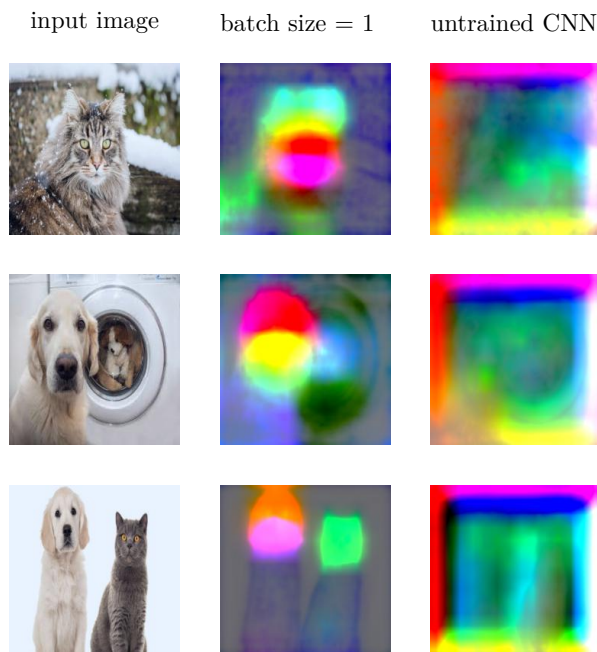 input image
batch size = 1
untrained CNN